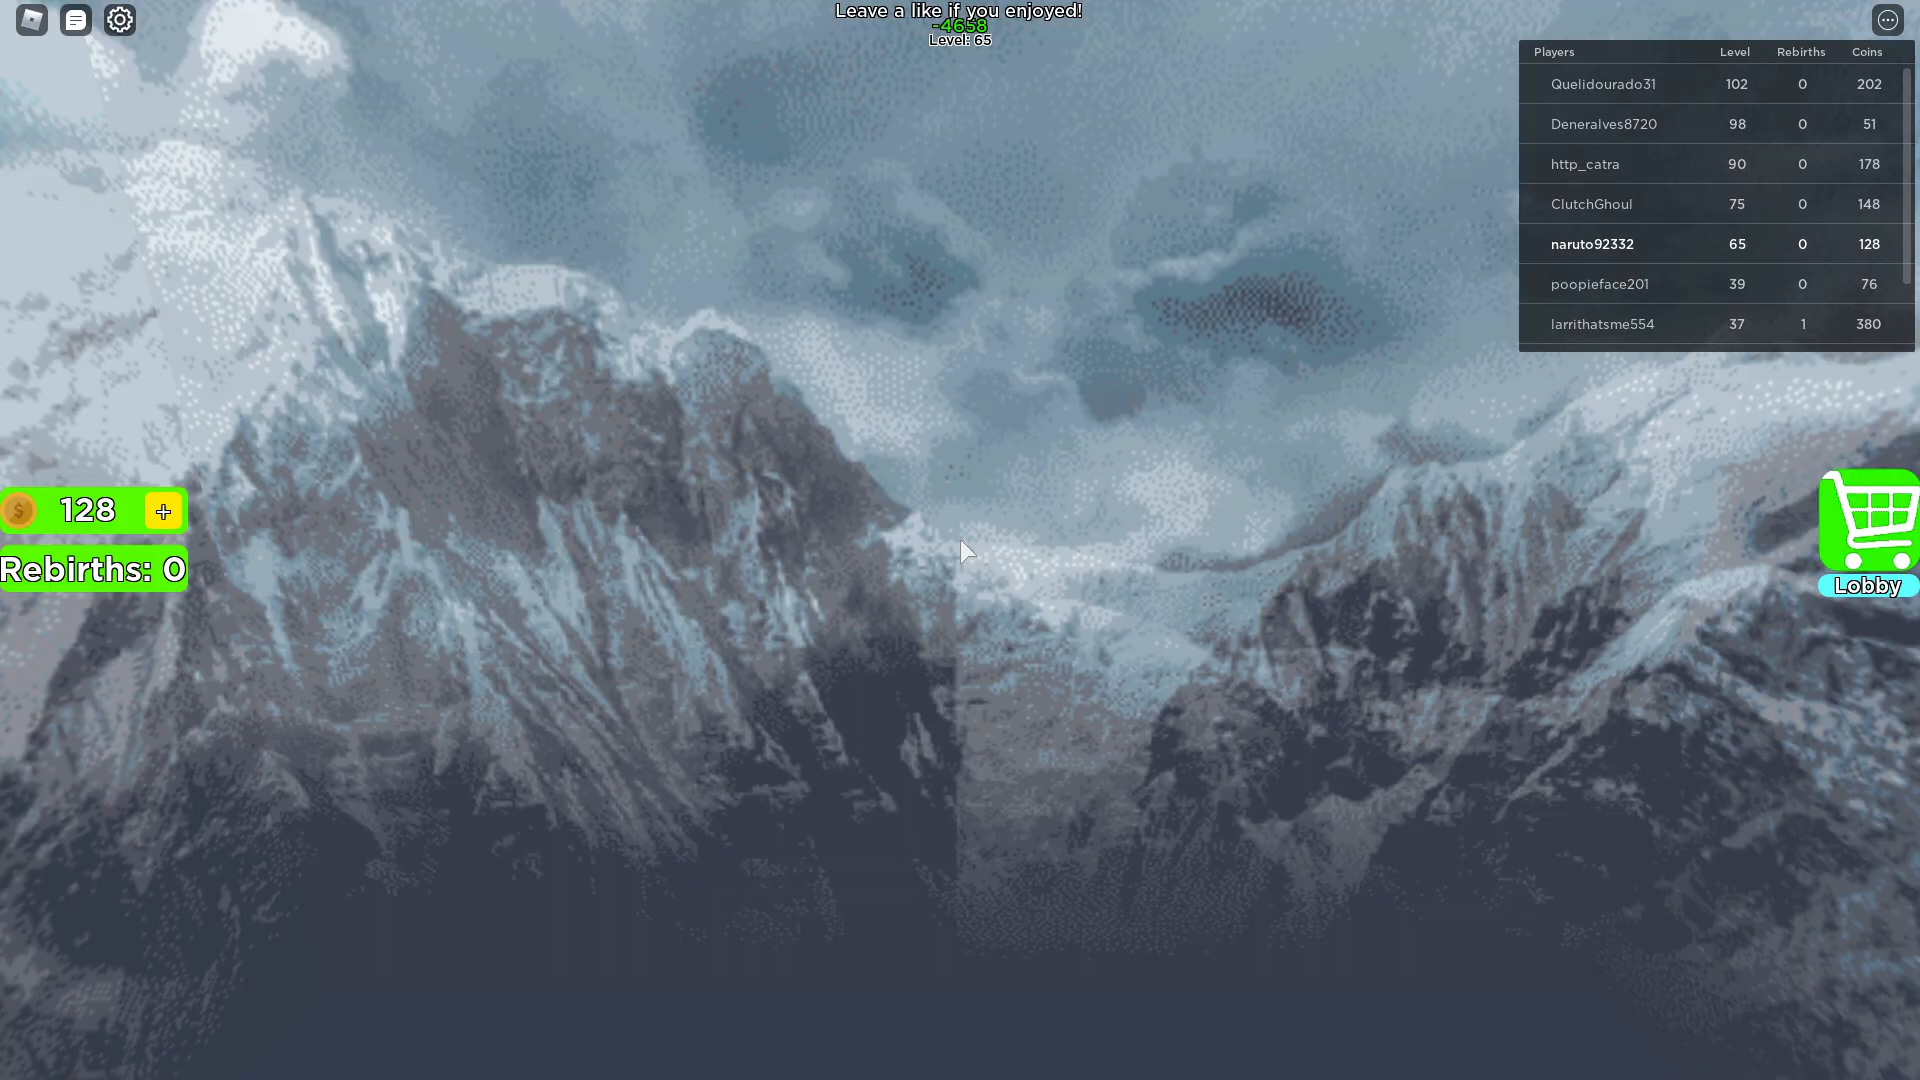 Leave a like if you enjoyed!
-4658
Level: 65
Players Level Rebirths Coins
Quelidourado31 102 0 202
Deneralves8720 98 0 51
http_catra 90 0 178
ClutchGhoul 75 0 148
naruto92332 65 0 128
poopieface201 39 0 76
larrithatsme554 37 1 380
$ 128 +
Rebirths: 0
Lobby